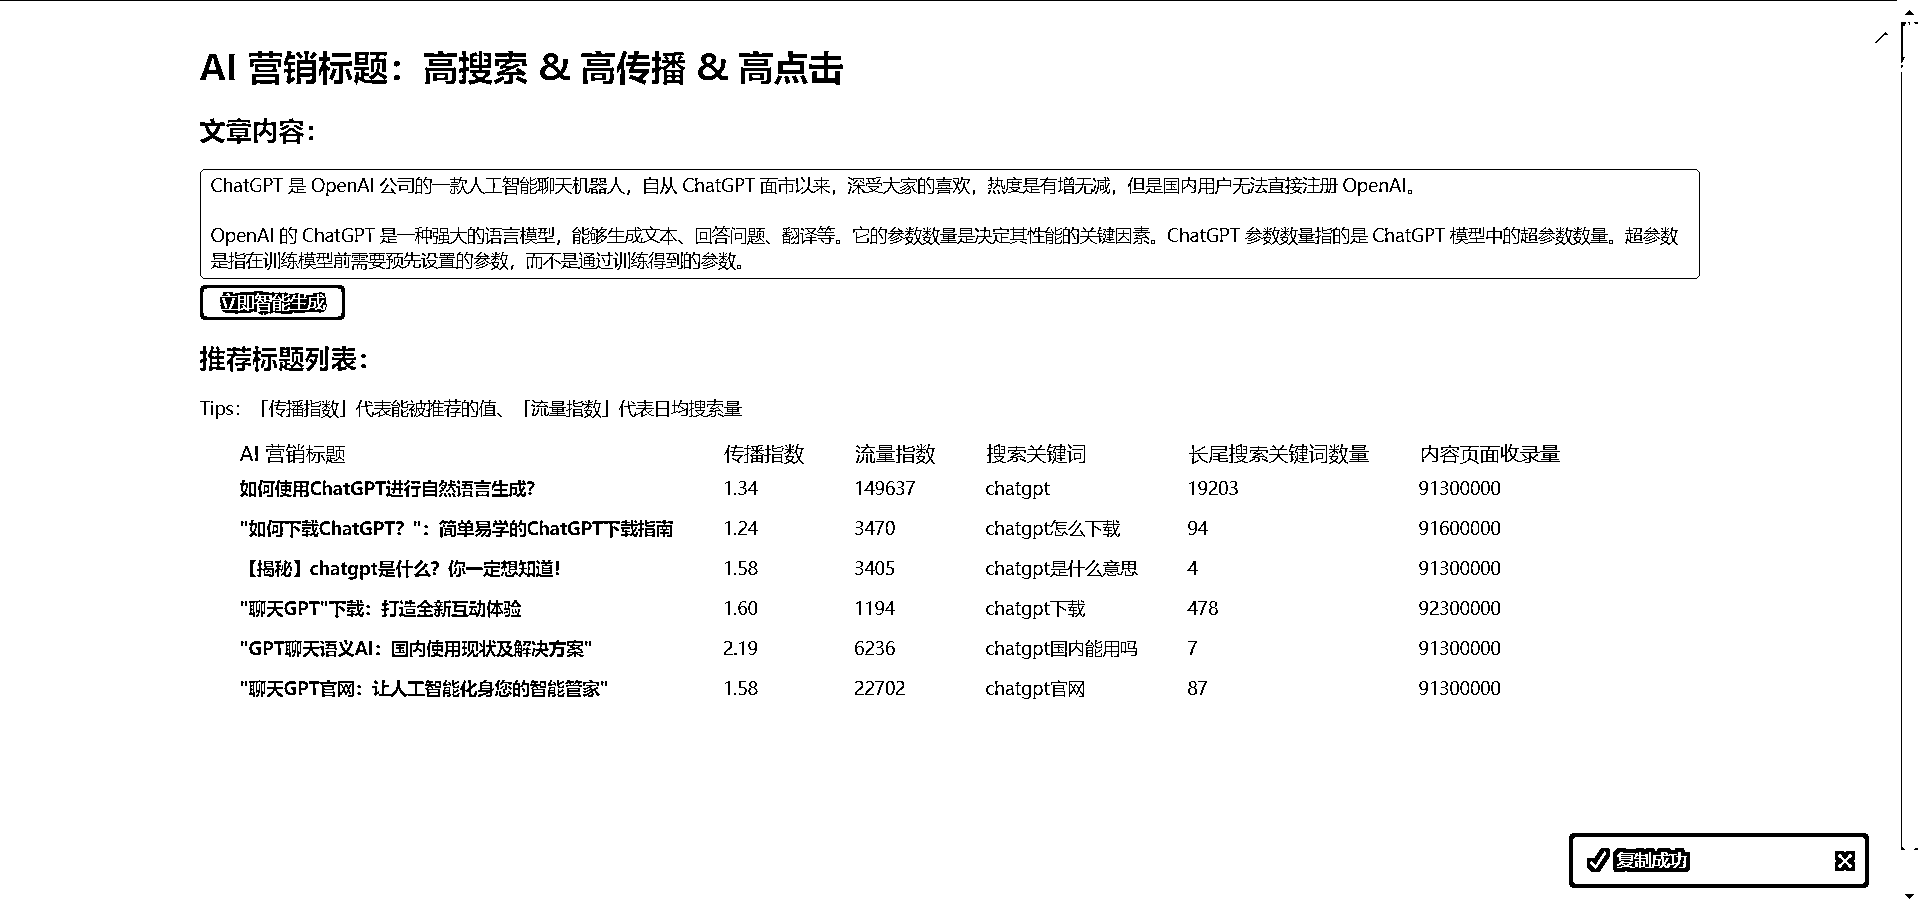 AI 营销标题：高搜索 & 高传播 & 高点击
文章内容：
ChatGPT 是 OpenAI 公司的一款人工智能聊天机器人，自从 ChatGPT 面市以来，深受大家的喜欢，热度是有增无减，但是国内用户无法直接注册 OpenAI。
OpenAI 的 ChatGPT 是一种强大的语言模型，能够生成文本、回答问题、翻译等。它的参数数量是决定其性能的关键因素。ChatGPT 参数数量指的是 ChatGPT 模型中的超参数数量。超参数
是指在训练模型前需要预先设置的参数，而不是通过训练得到的参数。
立即智能生成
推荐标题列表：
Tips：「传播指数」代表能被推荐的值、「流量指数」代表日均搜索量
AI 营销标题 传播指数 流量指数 搜索关键词 长尾搜索关键词数量 内容页面收录量
如何使用ChatGPT进行自然语言生成？ 1.34 149637 chatgpt 19203 91300000
"如何下载ChatGPT？"：简单易学的ChatGPT下载指南 1.24 3470 chatgpt怎么下载 94 91600000
【揭秘】chatgpt是什么？你一定想知道！ 1.58 3405 chatgpt是什么意思 4 91300000
"聊天GPT"下载：打造全新互动体验 1.60 1194 chatgpt下载 478 92300000
"GPT聊天语义AI：国内使用现状及解决方案" 2.19 6236 chatgpt国内能用吗 7 91300000
"聊天GPT官网：让人工智能化身您的智能管家" 1.58 22702 chatgpt官网 87 91300000
复制成功